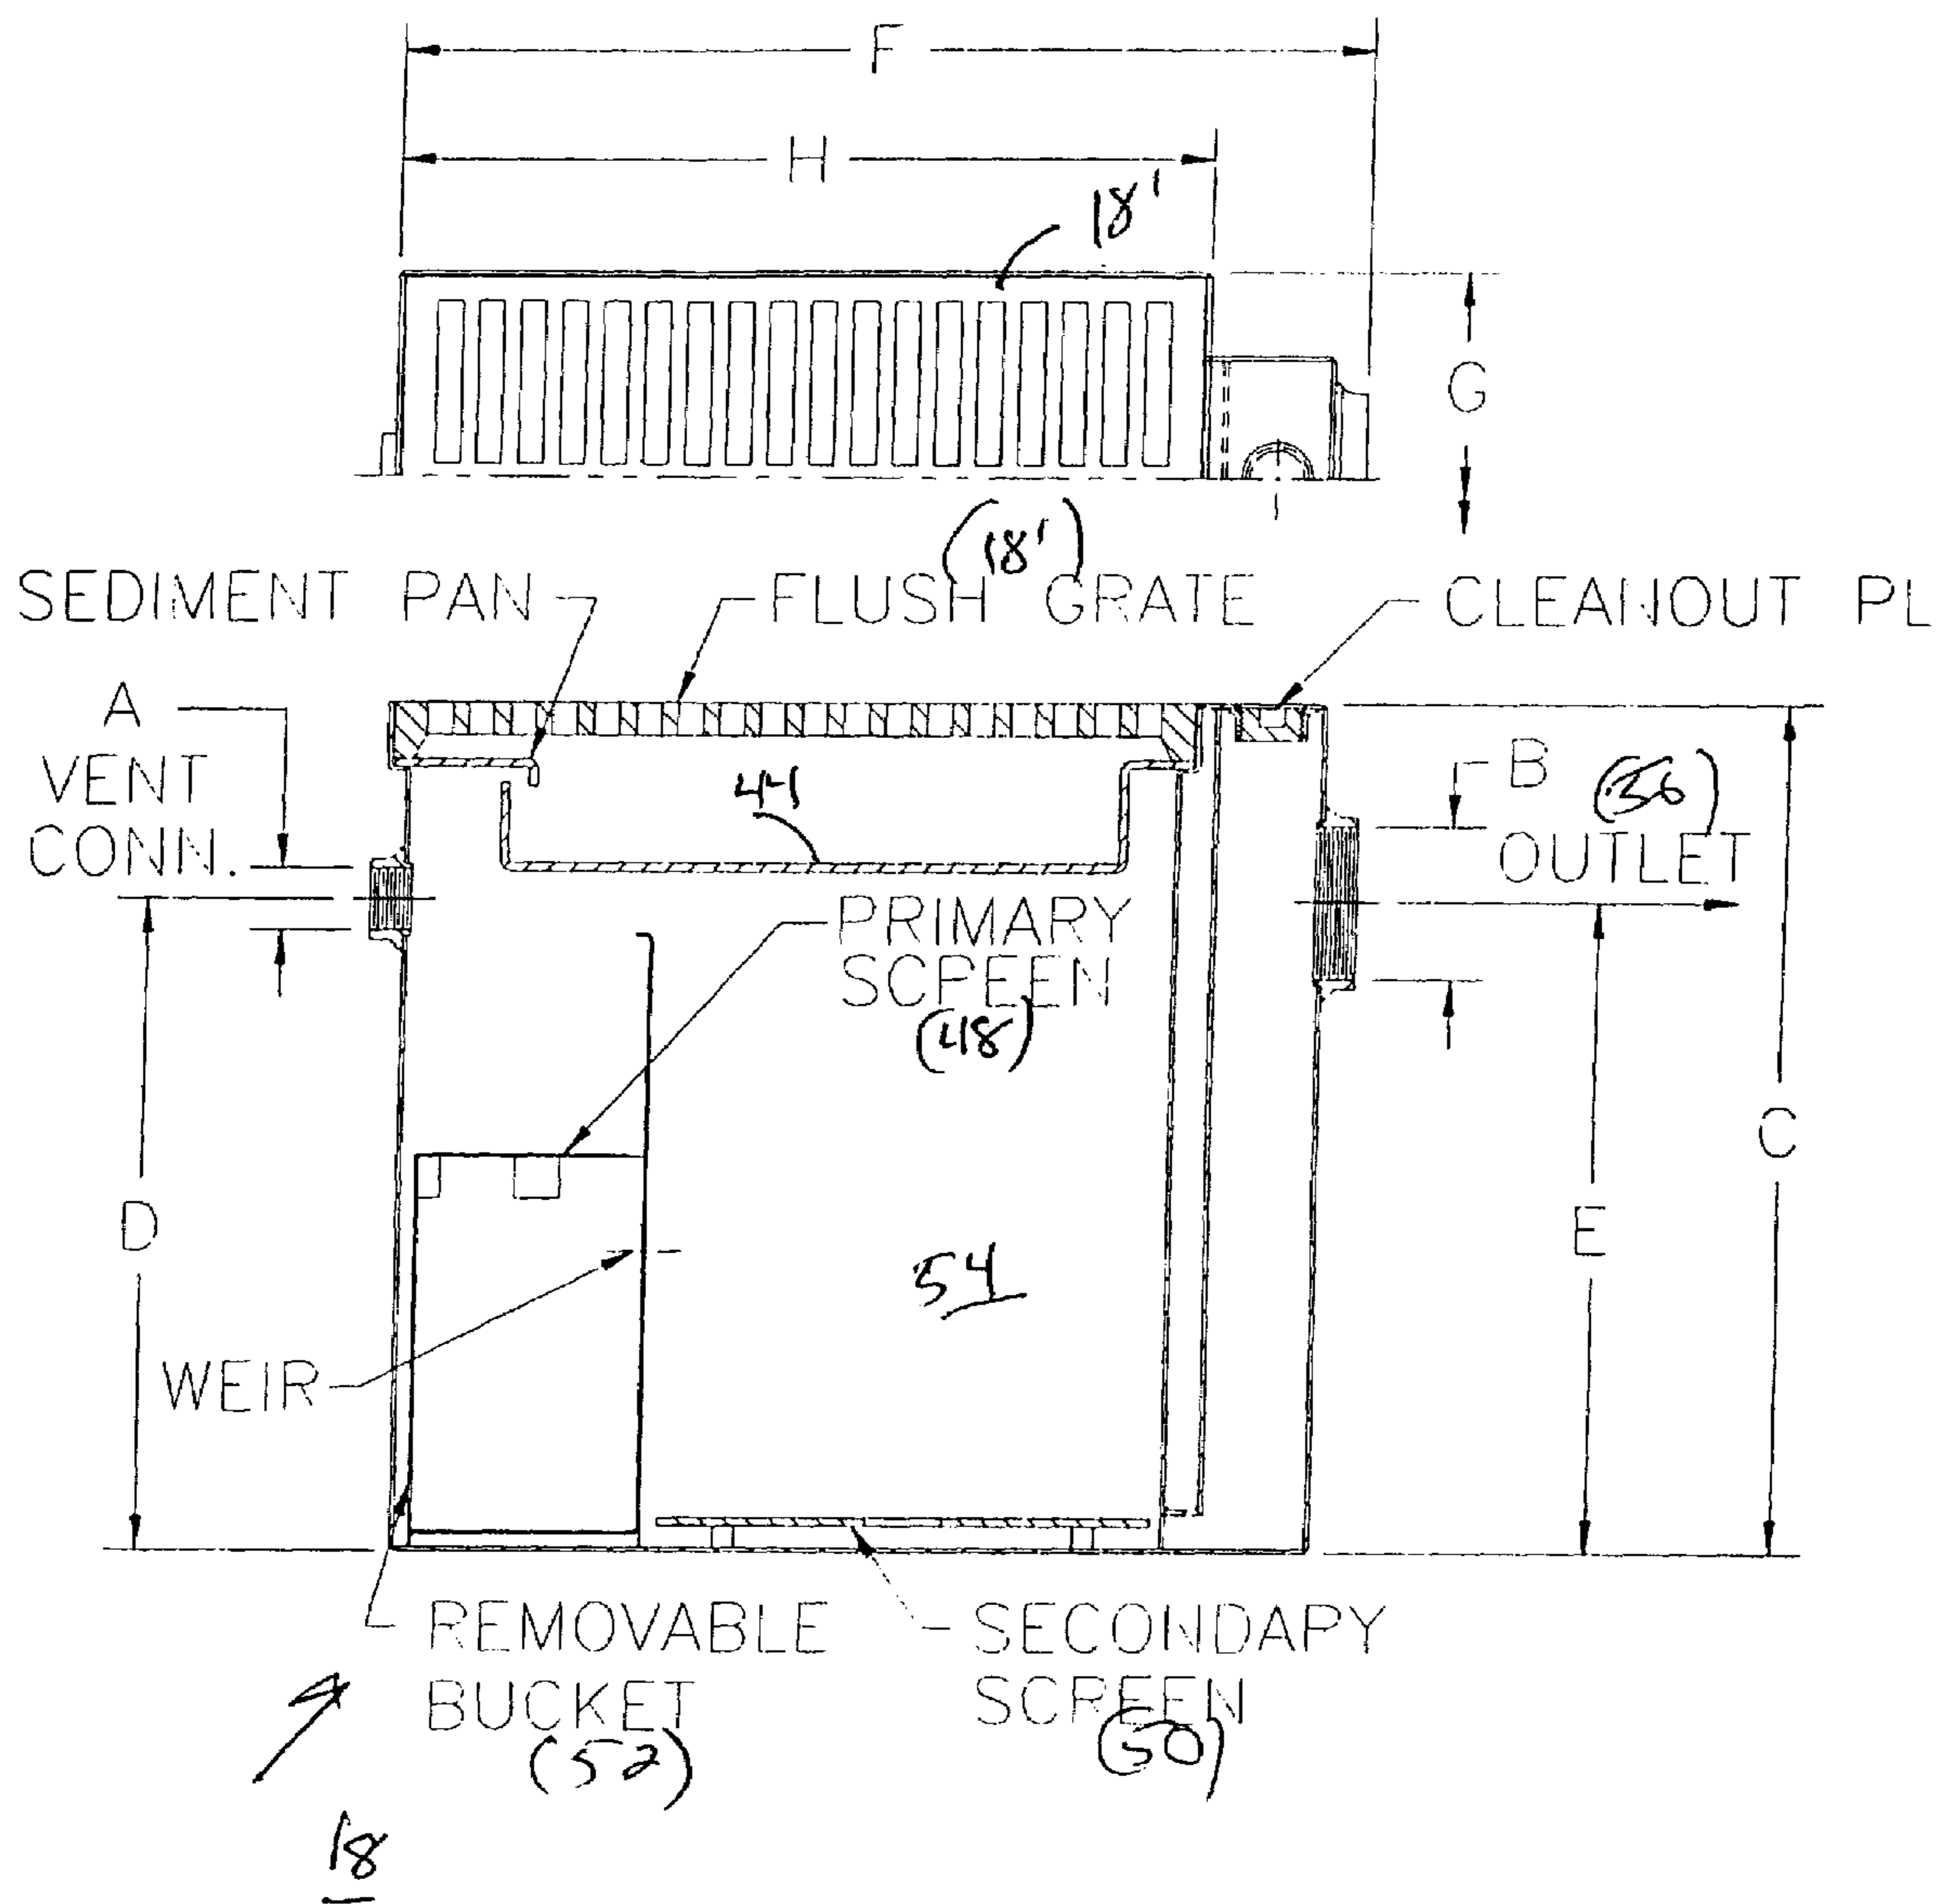 F
H
18'
G
(18')
SEDIMENT PAN
FLUSH GRATE
CLEANOUT PL
A
VENT
CONN.
44
B
(36)
OUTLET
PRIMARY
SCPEEN
(48)
C
D
E
54
WEIR
REMOVABLE
BUCKET
(52)
SECONDAPY
SCREEN
(50)
18